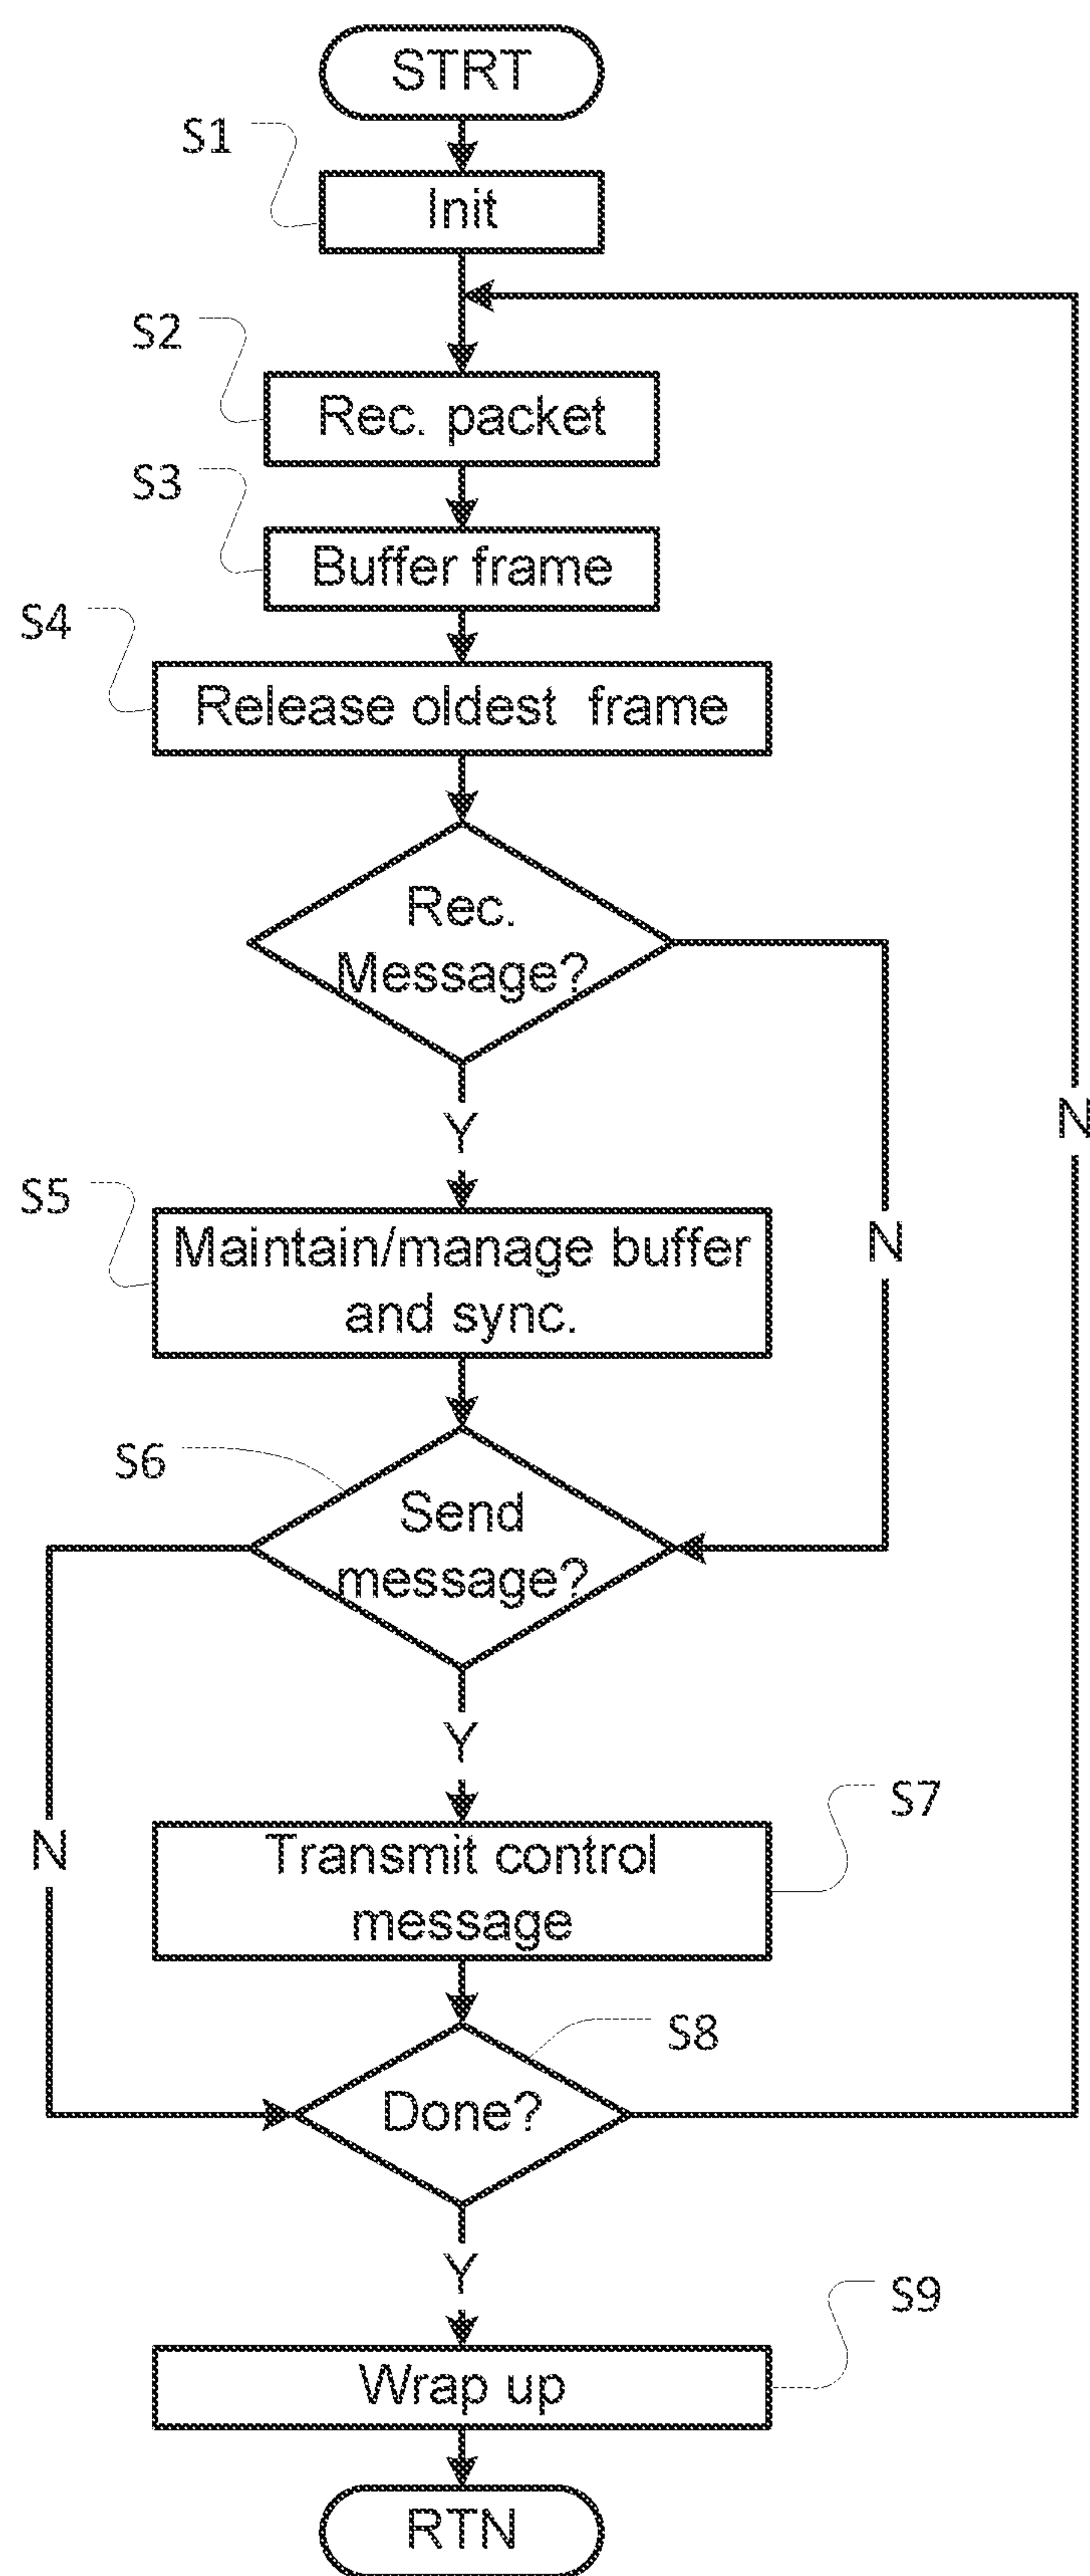 STRT
S1
Init
S2
Rec. packet
S3
Buffer frame
S4
Release oldest frame
Rec.
Message?
N
Y
S5
Maintain/manage buffer
and sync.
N
S6
Send
message?
Y
S7
N
Transmit control
message
S8
Done?
Y
S9
Wrap up
RTN